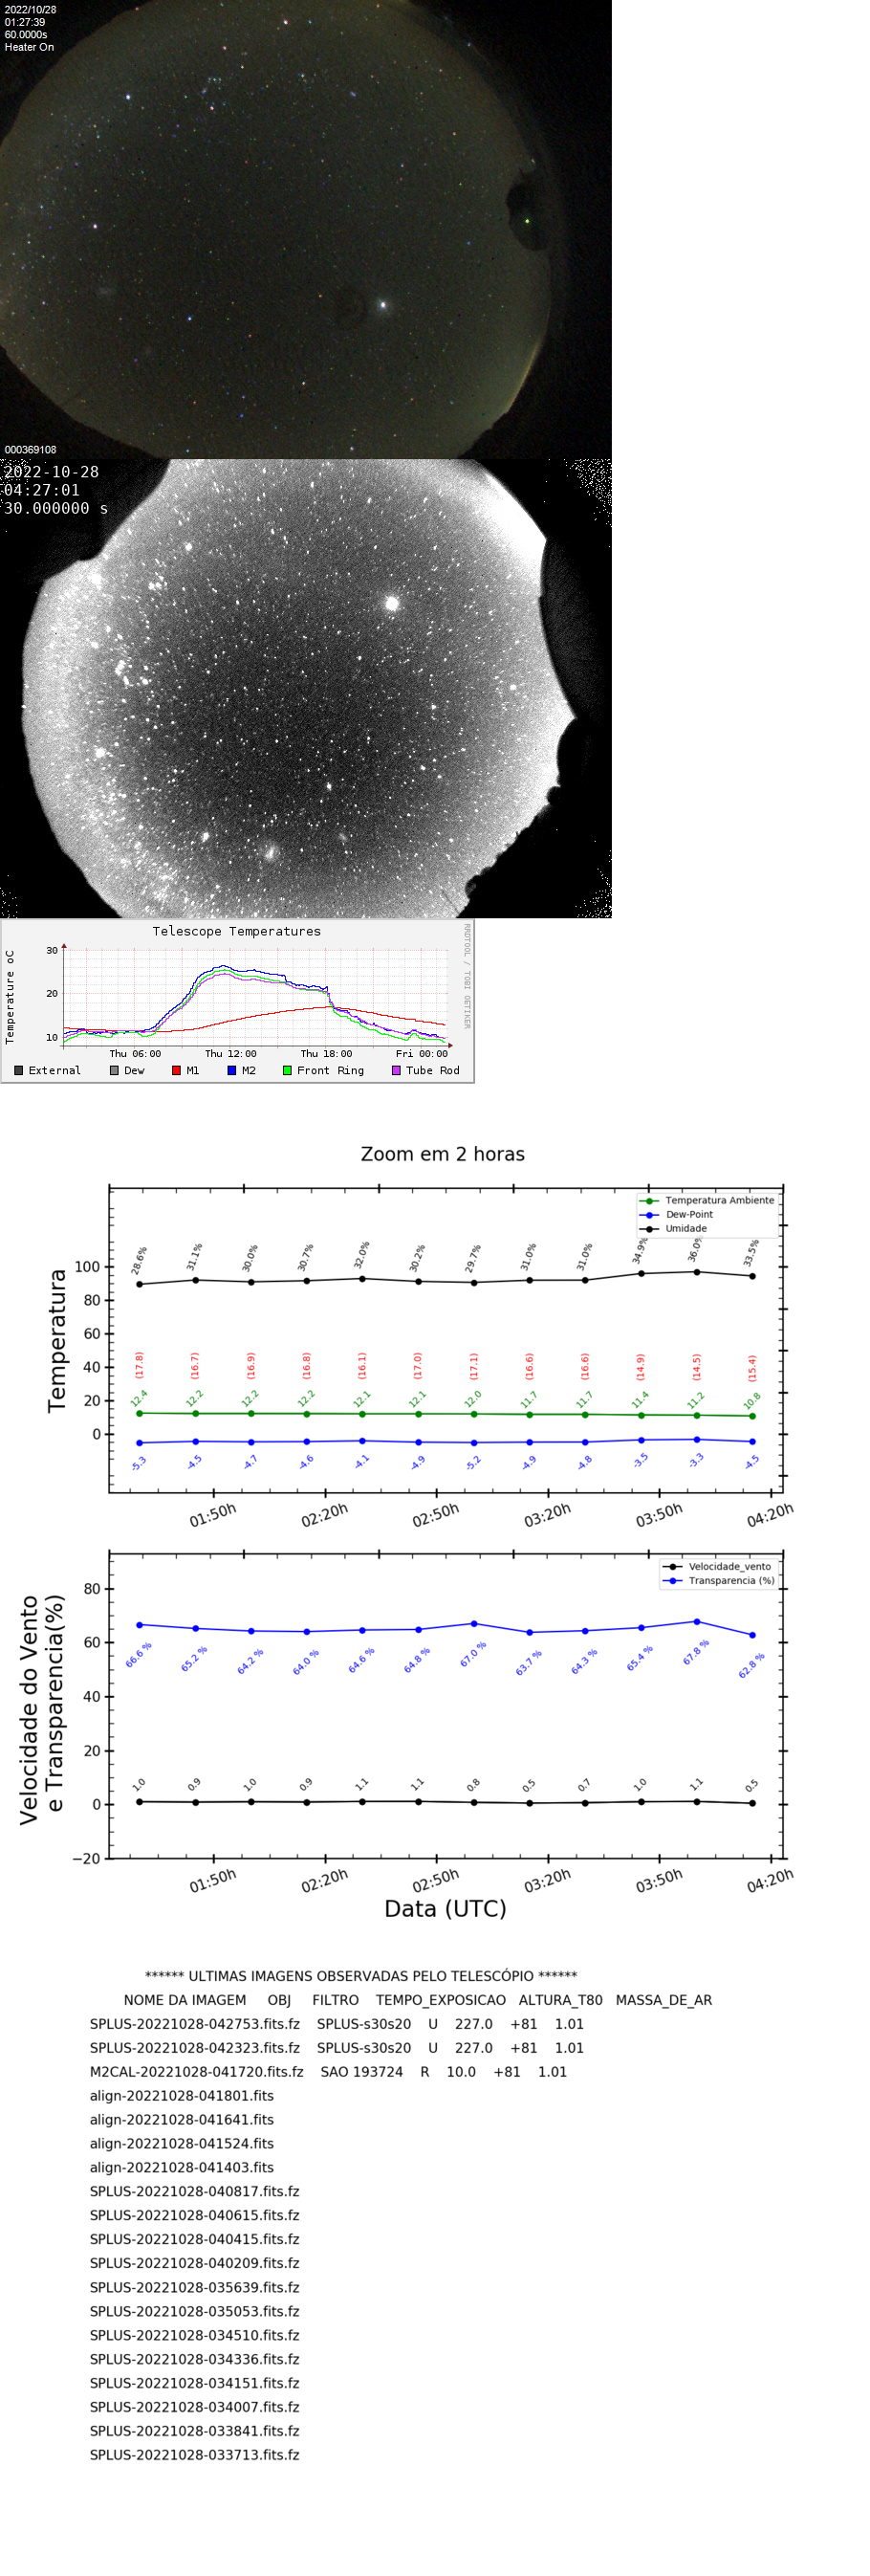 2022/10/28
01:27:39
60.0000s
Heater On
000369108
2022-10-28
04:27:01
30.000000 s
Telescope Temperatures
RRDTOOL / TOBI OETIKER
Temperature oC
30
20
10
Thu 06:00 Thu 12:00 Thu 18:00 Fri 00:00
External Dew M1 M2 Front Ring Tube Rod
Zoom em 2 horas
Temperatura Ambiente
Dew-Point
Umidade
Temperatura
100
80
60
40
20
0
28.6% 31.1% 30.0% 30.7% 32.0% 30.2% 29.7% 31.0% 31.0% 34.9% 36.0% 33.5%
(17.8) (16.7) (16.9) (16.8) (16.1) (17.0) (17.1) (16.6) (16.6) (14.9) (14.5) (15.4)
12.4 12.2 12.2 12.2 12.1 12.1 12.0 11.7 11.7 11.4 11.2 10.8
-5.3 -4.5 -4.7 -4.6 -4.1 -4.9 -5.2 -4.9 -4.8 -3.5 -3.3 -4.5
01:50h 02:20h 02:50h 03:20h 03:50h 04:20h
Velocidade_vento
Transparencia (%)
Velocidade do Vento
e Transparencia(%)
80
60
40
20
0
−20
66.6 % 65.2 % 64.2 % 64.0 % 64.6 % 64.8 % 67.0 % 63.7 % 64.3 % 65.4 % 67.8 % 62.8 %
1.0 0.9 1.0 0.9 1.1 1.1 0.8 0.5 0.7 1.0 1.1 0.5
01:50h 02:20h 02:50h 03:20h 03:50h 04:20h
Data (UTC)
****** ULTIMAS IMAGENS OBSERVADAS PELO TELESCÓPIO ******
NOME DA IMAGEM OBJ FILTRO TEMPO_EXPOSICAO ALTURA_T80 MASSA_DE_AR
SPLUS-20221028-042753.fits.fz SPLUS-s30s20 U 227.0 +81 1.01
SPLUS-20221028-042323.fits.fz SPLUS-s30s20 U 227.0 +81 1.01
M2CAL-20221028-041720.fits.fz SAO 193724 R 10.0 +81 1.01
align-20221028-041801.fits
align-20221028-041641.fits
align-20221028-041524.fits
align-20221028-041403.fits
SPLUS-20221028-040817.fits.fz
SPLUS-20221028-040615.fits.fz
SPLUS-20221028-040415.fits.fz
SPLUS-20221028-040209.fits.fz
SPLUS-20221028-035639.fits.fz
SPLUS-20221028-035053.fits.fz
SPLUS-20221028-034510.fits.fz
SPLUS-20221028-034336.fits.fz
SPLUS-20221028-034151.fits.fz
SPLUS-20221028-034007.fits.fz
SPLUS-20221028-033841.fits.fz
SPLUS-20221028-033713.fits.fz